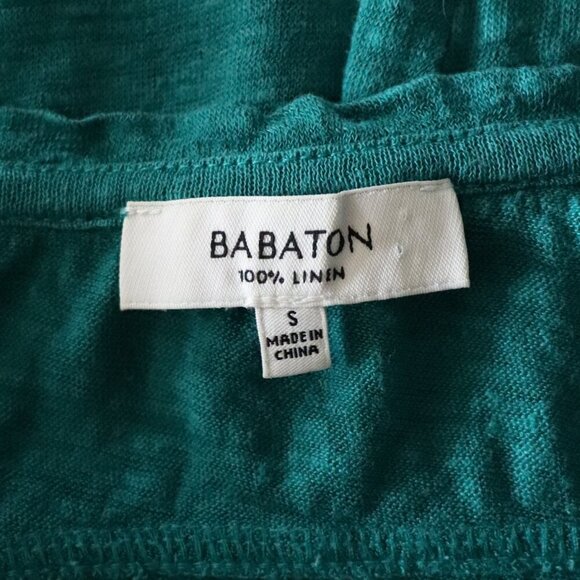 BABATON
100% LINEN
S
MADE IN
CHINA